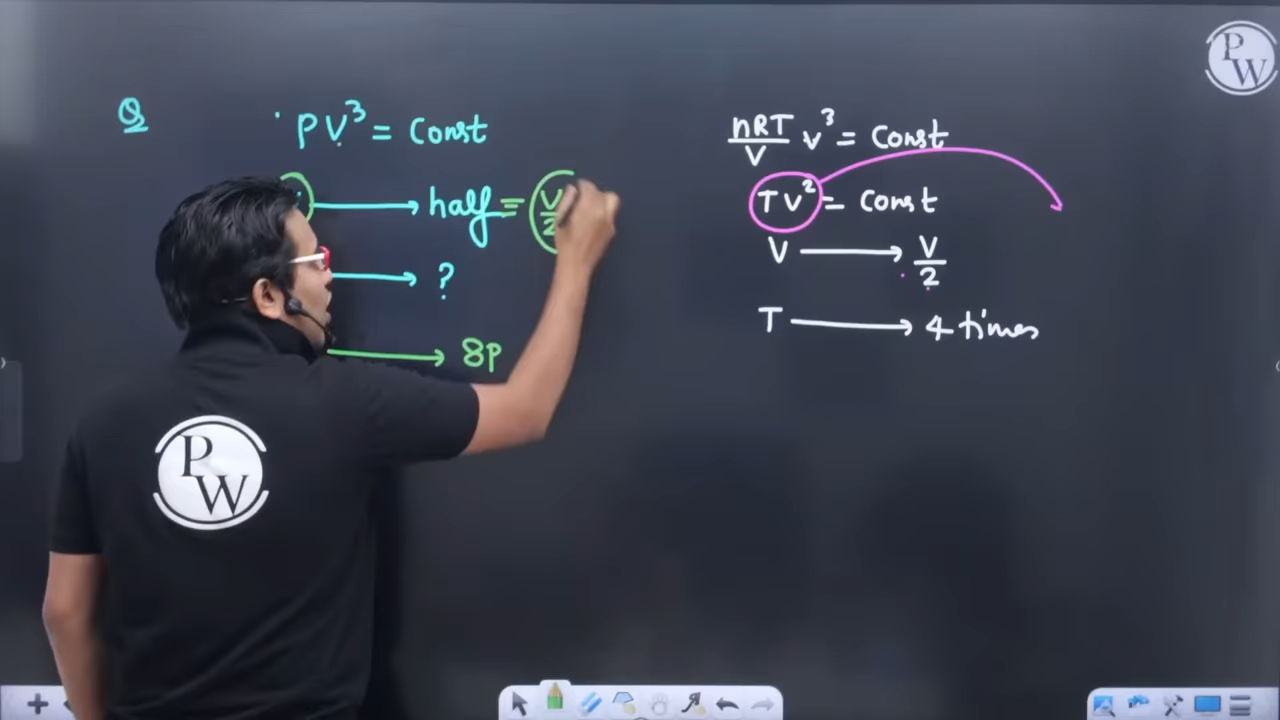 Q
PV³ = Const
→ half = V/2
→ ?
→ 8P
nRT/V V³ = Const
TV² = Const
V → V/2
T → 4 times
PW
PW